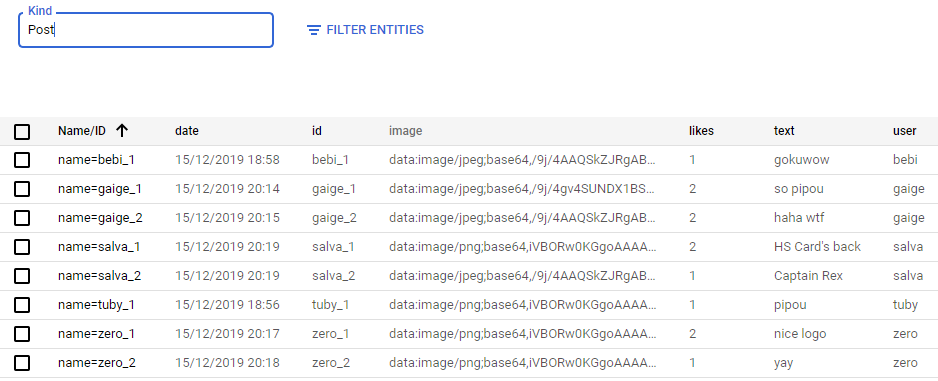 Kind
Post
FILTER ENTITIES
Name/ID date id image likes text user
name=bebi_1 15/12/2019 18:58 bebi_1 data:image/jpeg;base64,/9j/4AAQSkZJRgAB... 1 gokuwow bebi
name=gaige_1 15/12/2019 20:14 gaige_1 data:image/jpeg;base64,/9j/4gv4SUNDX1BS... 2 so pipou gaige
name=gaige_2 15/12/2019 20:15 gaige_2 data:image/jpeg;base64,/9j/4AAQSkZJRgAB... 2 haha wtf gaige
name=salva_1 15/12/2019 20:19 salva_1 data:image/png;base64,iVBORw0KGgoAAAA... 2 HS Card's back salva
name=salva_2 15/12/2019 20:19 salva_2 data:image/jpeg;base64,/9j/4AAQSkZJRgAB... 1 Captain Rex salva
name=tuby_1 15/12/2019 18:56 tuby_1 data:image/png;base64,iVBORw0KGgoAAAA... 1 pipou tuby
name=zero_1 15/12/2019 20:17 zero_1 data:image/png;base64,iVBORw0KGgoAAAA... 2 nice logo zero
name=zero_2 15/12/2019 20:18 zero_2 data:image/png;base64,iVBORw0KGgoAAAA... 1 yay zero